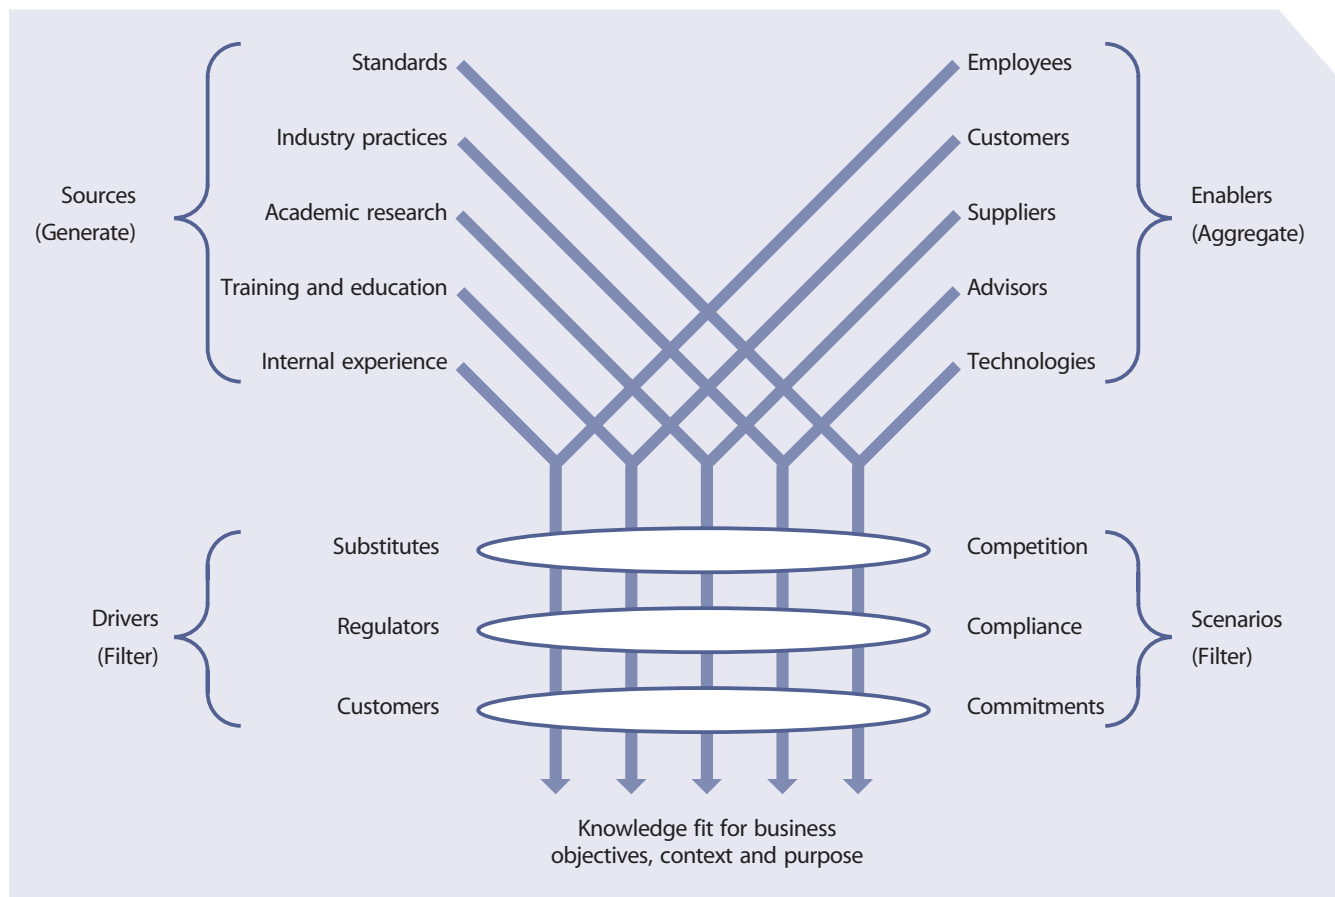 Standards
Industry practices
Academic research
Training and education
Internal experience
Sources
(Generate)
Employees
Customers
Suppliers
Advisors
Technologies
Enablers
(Aggregate)
Substitutes
Regulators
Customers
Drivers
(Filter)
Competition
Compliance
Commitments
Scenarios
(Filter)
Knowledge fit for business
objectives, context and purpose